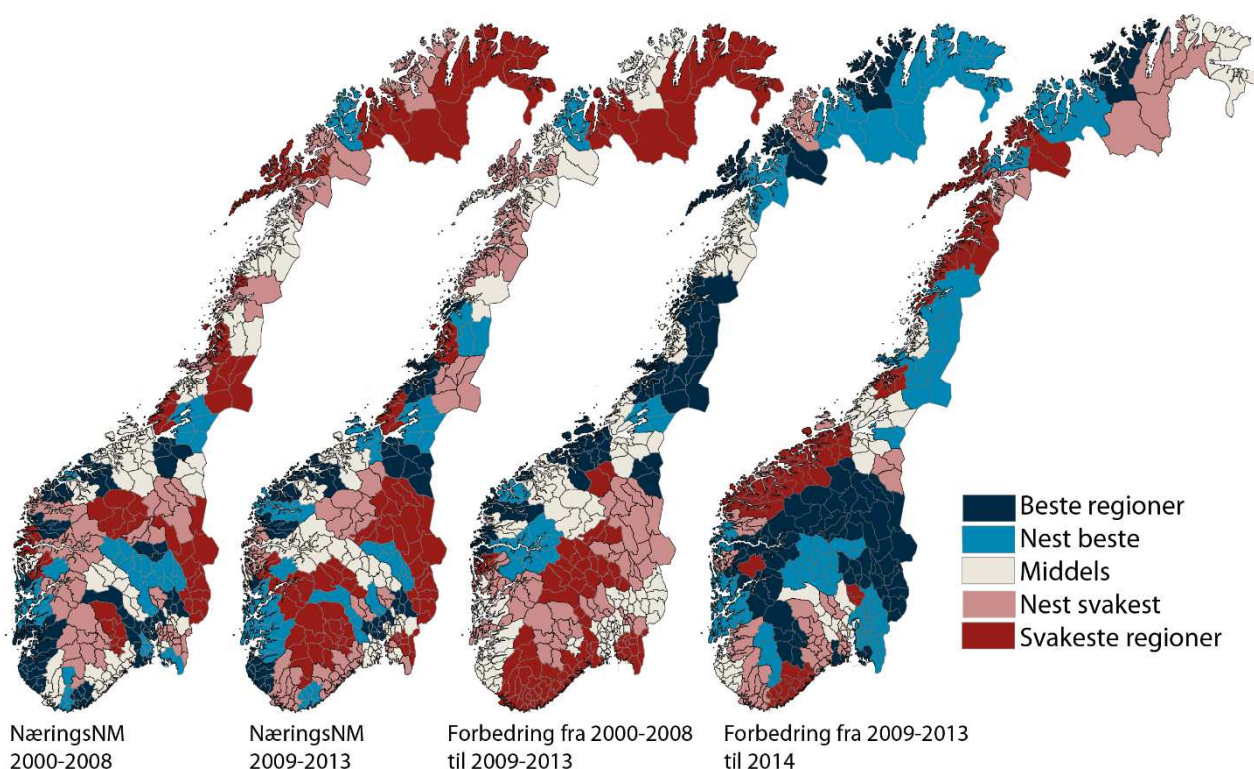 Beste regioner
Nest beste
Middels
Nest svakest
Svakeste regioner
NæringsNM
2000-2008
NæringsNM
2009-2013
Forbedring fra 2000-2008
til 2009-2013
Forbedring fra 2009-2013
til 2014